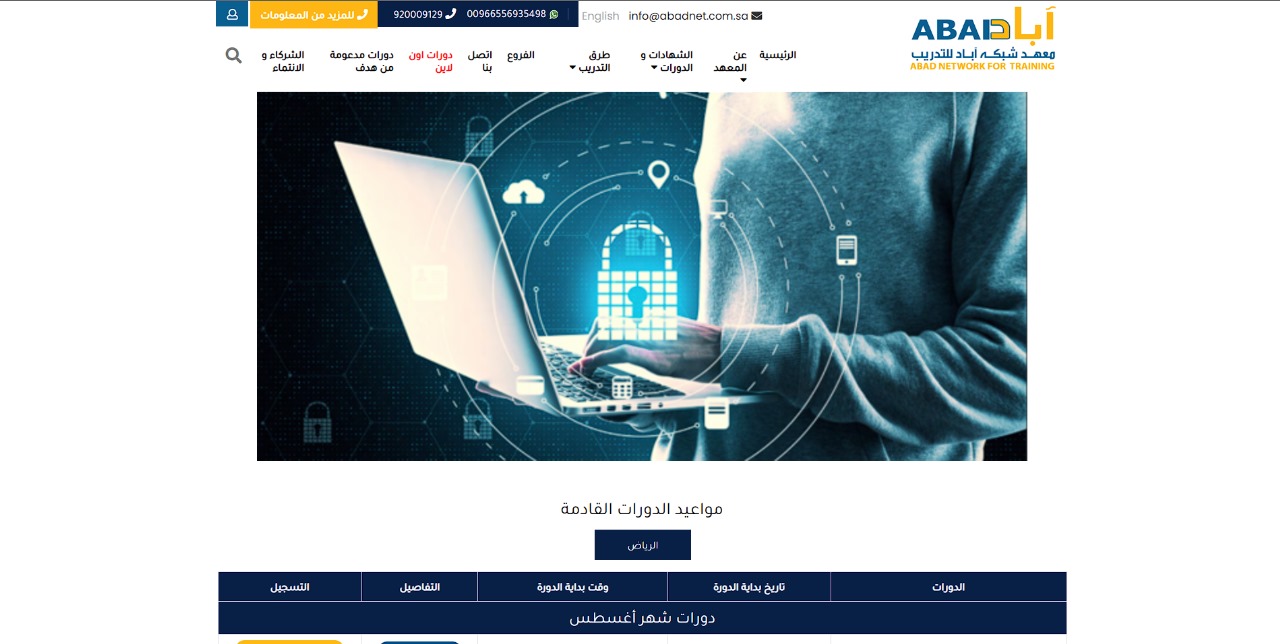 آباد ABAD
معهد شبكة آباد للتدريب
ABAD NETWORK FOR TRAINING
info@abadnet.com.sa
English
00966556935498
920009129
للمزيد من المعلومات
الرئيسية
عن
المعهد
الشهادات و
الدورات
طرق
التدريب
الفروع
اتصل
بنا
دورات اون
لاين
دورات مدعومة
من هدف
الشركاء و
الانتماء
مواعيد الدورات القادمة
الرياض
الدورات تاريخ بداية الدورة وقت بداية الدورة التفاصيل التسجيل
دورات شهر أغسطس